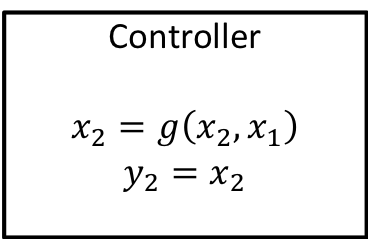 Controller
x₂ = g(x₂, x₁)
y₂ = x₂